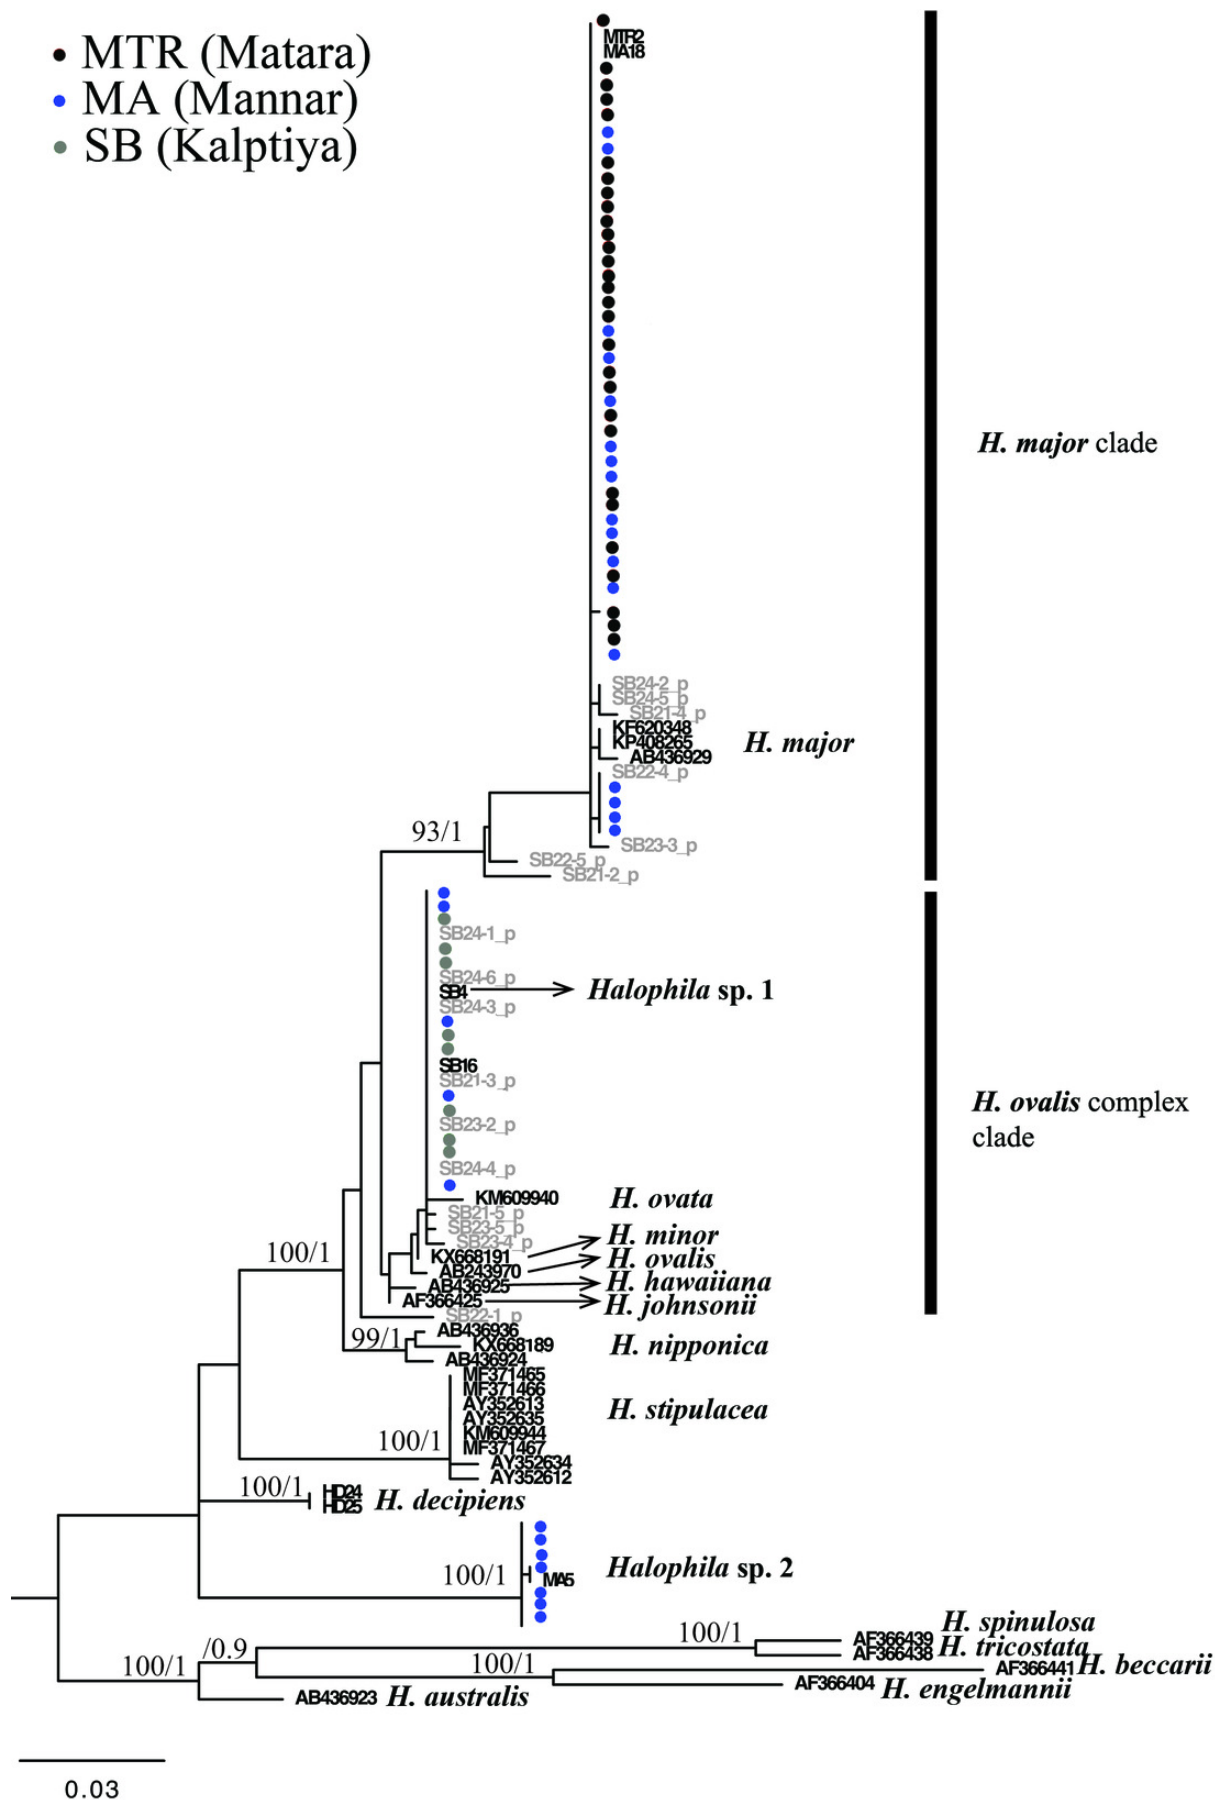 MTR (Matara)
MA (Mannar)
SB (Kalptiya)
MTR2
MA18
H. major clade
SB24-2_p
SB24-5_p
SB21-4_p
KF620348
KP408265
H. major
AB436929
SB22-4_p
93/1
SB23-3_p
SB22-5_p
SB21-2_p
SB24-1_p
SB24-6_p
SB4
Halophila sp. 1
SB24-3_p
SB16
SB21-3_p
H. ovalis complex
clade
SB23-2_p
SB24-4_p
KM609940
H. ovata
SB21-5_p
SB23-5_p
H. minor
SB23-4_p
100/1
KX668191
H. ovalis
AB243970
AB436925
H. hawaiiana
AF366425
H. johnsonii
SB22-1_p
AB436936
99/1
KX668189
H. nipponica
AB436924
MF371465
MF371466
AY352613
H. stipulacea
AY352635
KM609944
100/1
MF371467
AY352634
AY352612
100/1
HD24
HD25
H. decipiens
100/1
MA5
Halophila sp. 2
H. spinulosa
100/1
AF366439
/0.9
AF366438
H. tricostata
100/1
100/1
AF366441
H. beccarii
AF366404
H. engelmannii
AB436923
H. australis
0.03